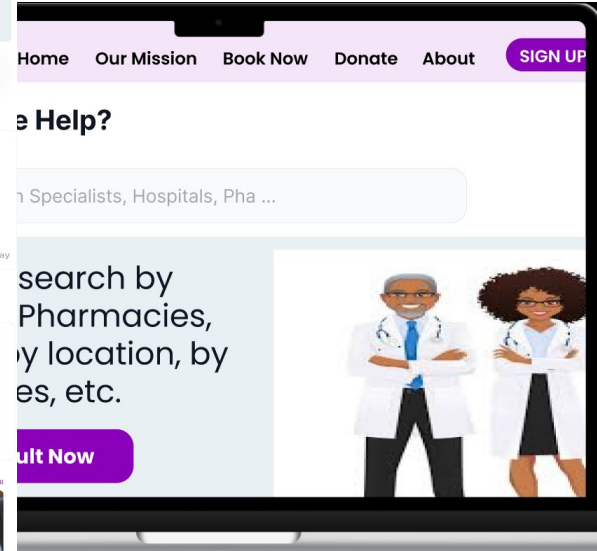 Home Our Mission Book Now Donate About SIGN UP
e Help?
Specialists, Hospitals, Pha ...
ay
search by
Pharmacies,
by location, by
es, etc.
ult Now